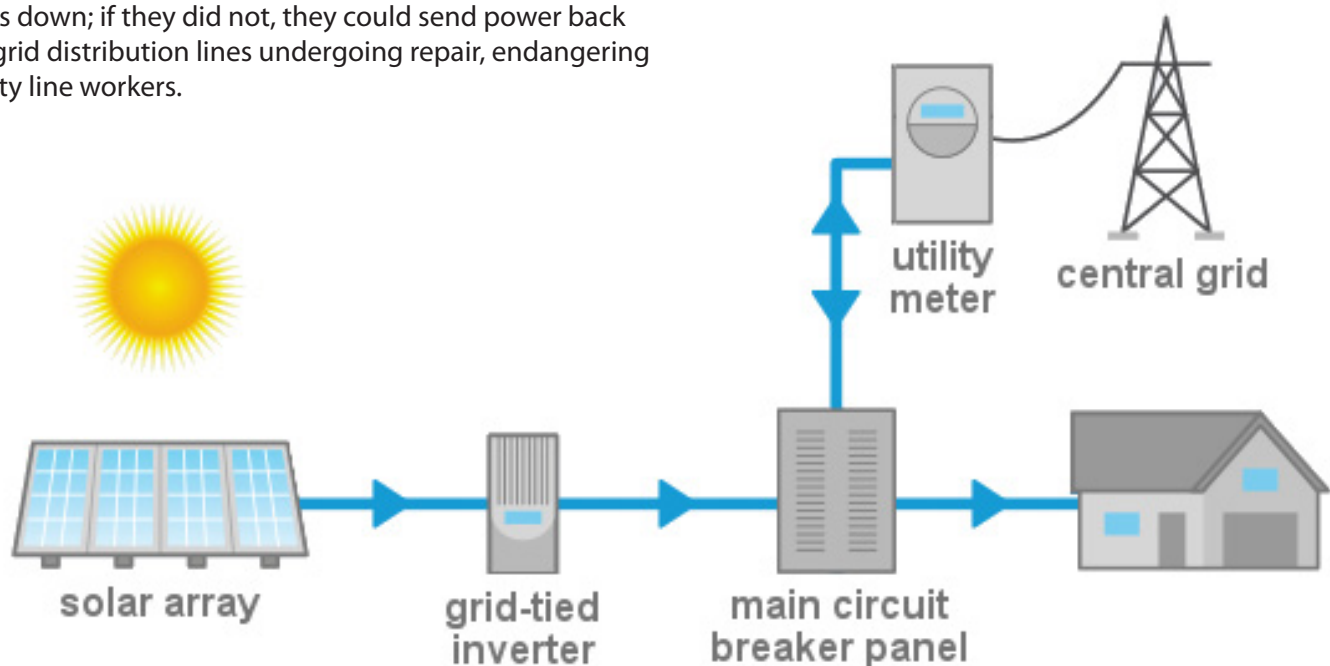 s down; if they did not, they could send power back
grid distribution lines undergoing repair, endangering
ty line workers.
utility
meter
central grid
solar array
grid-tied
inverter
main circuit
breaker panel